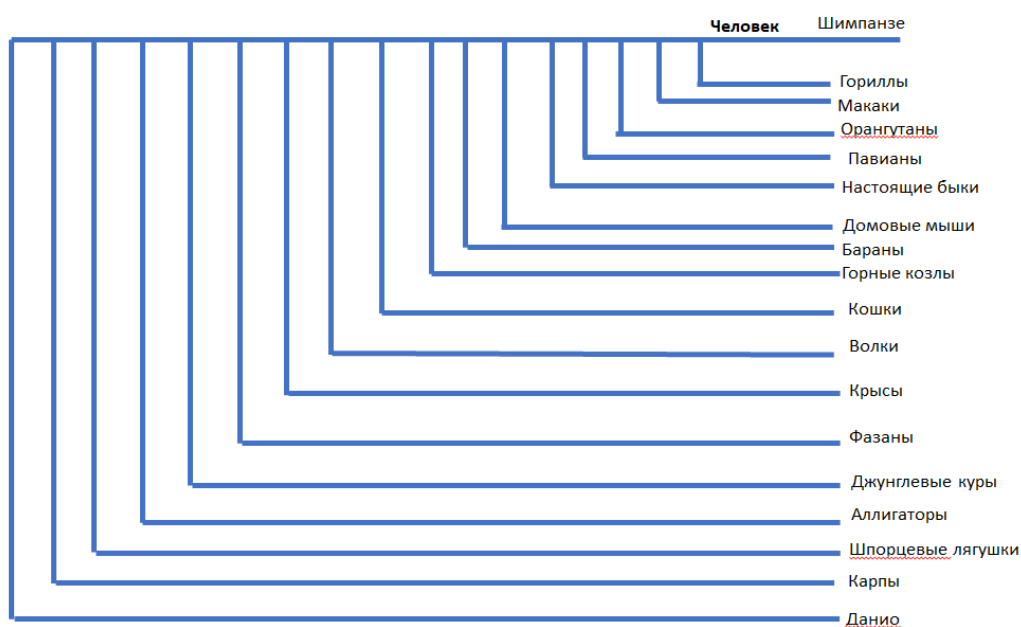 Человек Шимпанзе
Гориллы
Макаки
Орангутаны
Павианы
Настоящие быки
Домовые мыши
Бараны
Горные козлы
Кошки
Волки
Крысы
Фазаны
Джунглевые куры
Аллигаторы
Шпорцевые лягушки
Карпы
Данио